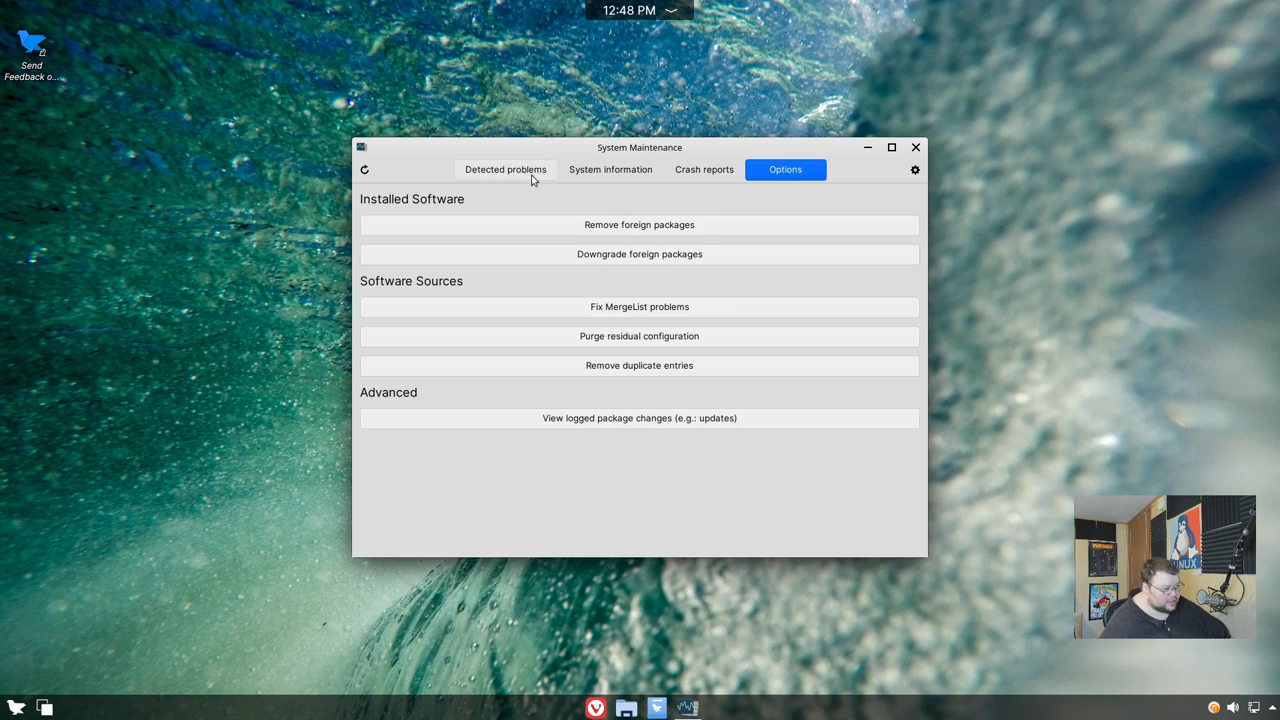 12:48 PM
Send
Feedback o...
System Maintenance
Detected problems
System information
Crash reports
Options
Installed Software
Remove foreign packages
Downgrade foreign packages
Software Sources
Fix MergeList problems
Purge residual configuration
Remove duplicate entries
Advanced
View logged package changes (e.g.: updates)